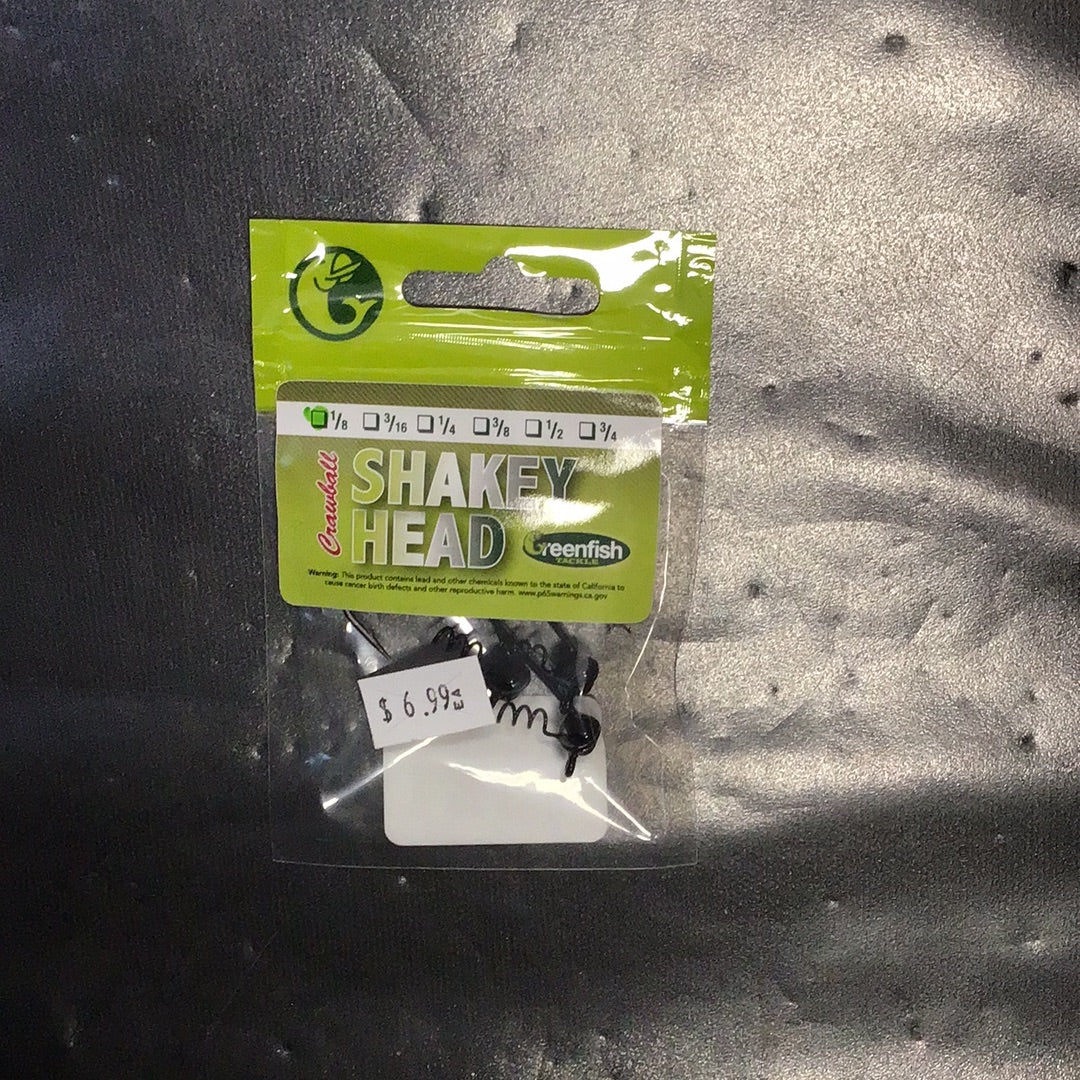 1/8 3/16 1/4 3/8 1/2 3/4
Crawball
SHAKEY
HEAD
Greenfish
TACKLE
Warning: This product contains lead and other chemicals known to the state of California to
cause cancer birth defects and other reproductive harm. www.p65warnings.ca.gov
$ 6.99 EA